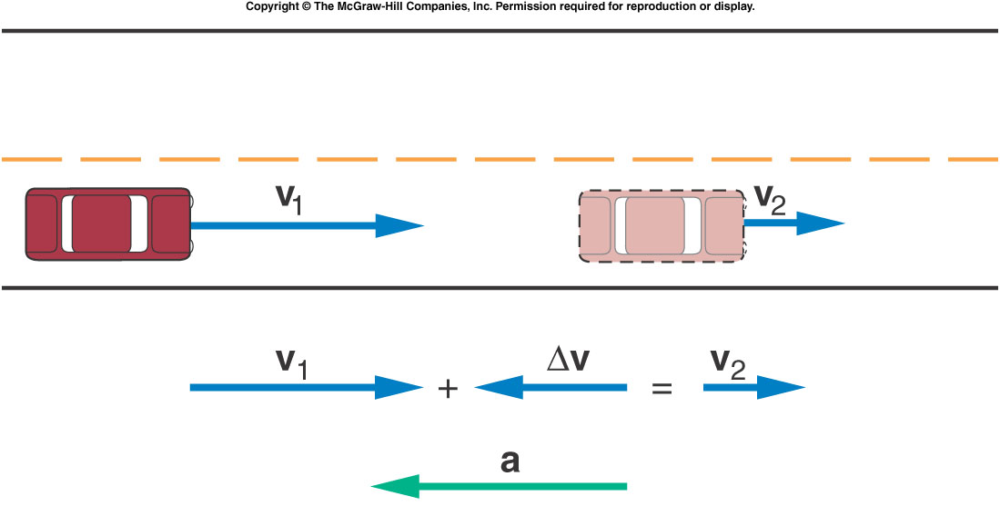 Copyright © The McGraw-Hill Companies, Inc. Permission required for reproduction or display.
v₁ v₂
v₁ + Δv = v₂
a